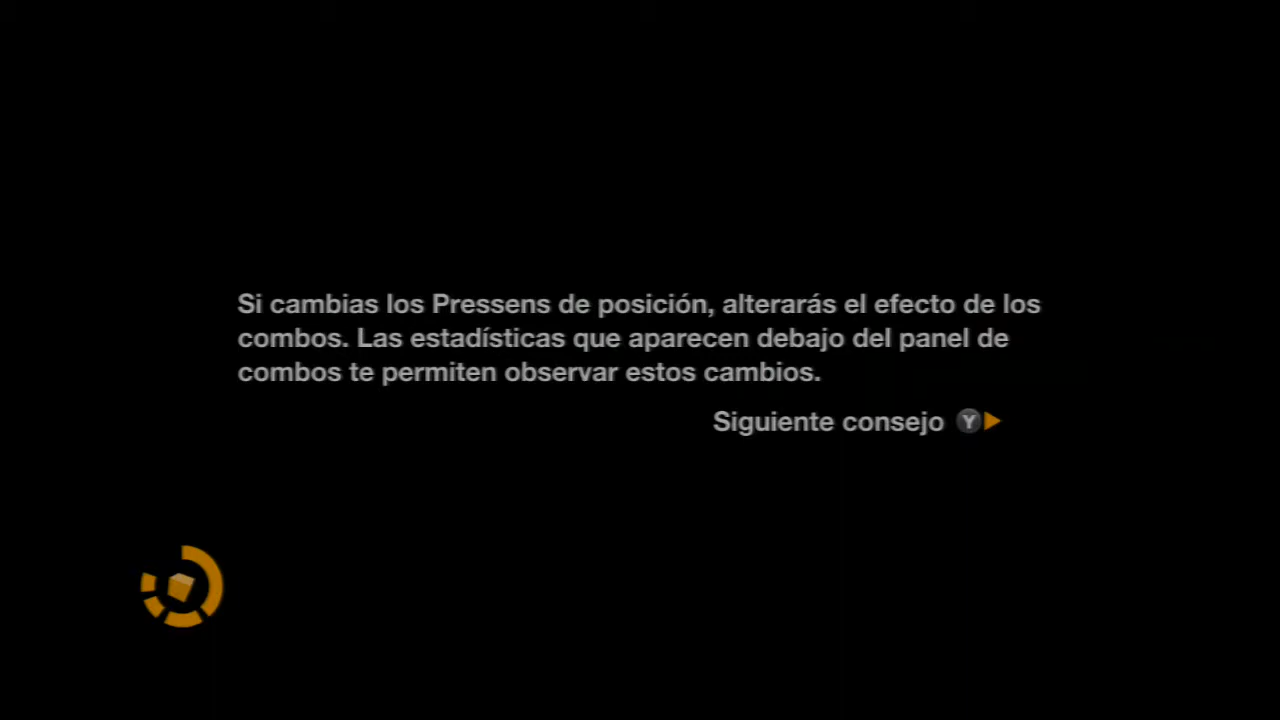 Si cambias los Pressens de posición, alterarás el efecto de los
combos. Las estadísticas que aparecen debajo del panel de
combos te permiten observar estos cambios.
Siguiente consejo Y